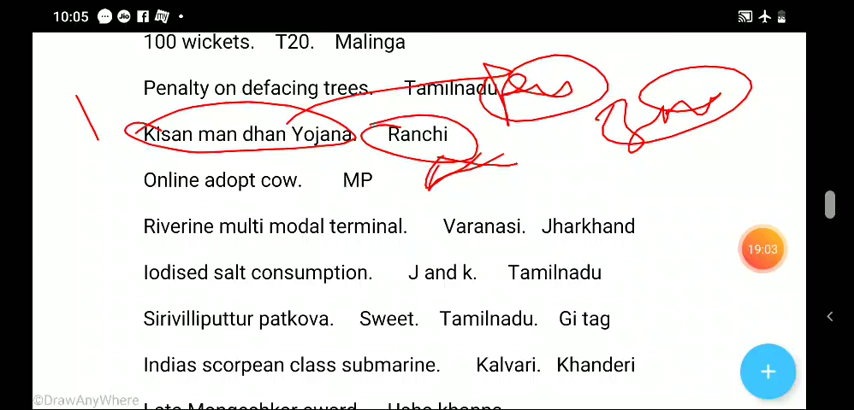 10:05
100 wickets. T20. Malinga
Penalty on defacing trees. Tamilnadu
Kisan man dhan Yojana. Ranchi
Online adopt cow. MP
Riverine multi modal terminal. Varanasi. Jharkhand
Iodised salt consumption. J and k. Tamilnadu
19:03
Sirivilliputtur patkova. Sweet. Tamilnadu. Gi tag
Indias scorpean class submarine. Kalvari. Khanderi
©DrawAnyWhere